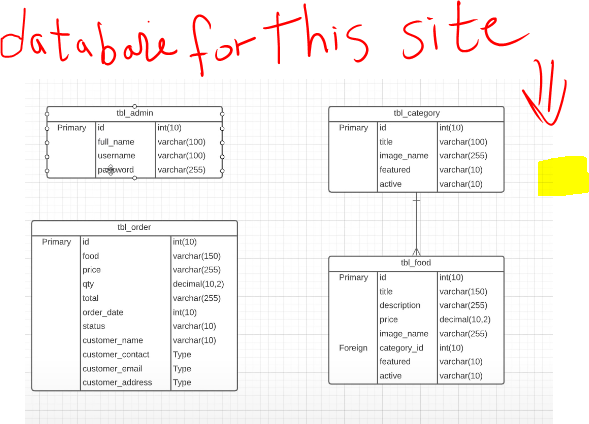 database for this site
tbl_admin
Primary id int(10)
full_name varchar(100)
username varchar(100)
password varchar(255)
tbl_category
Primary id int(10)
title varchar(100)
image_name varchar(255)
featured varchar(10)
active varchar(10)
tbl_order
Primary id int(10)
food varchar(150)
price varchar(255)
qty decimal(10,2)
total varchar(255)
order_date int(10)
status varchar(10)
customer_name varchar(10)
customer_contact Type
customer_email Type
customer_address Type
tbl_food
Primary id int(10)
title varchar(150)
description varchar(255)
price decimal(10,2)
image_name varchar(255)
Foreign category_id int(10)
featured varchar(10)
active varchar(10)